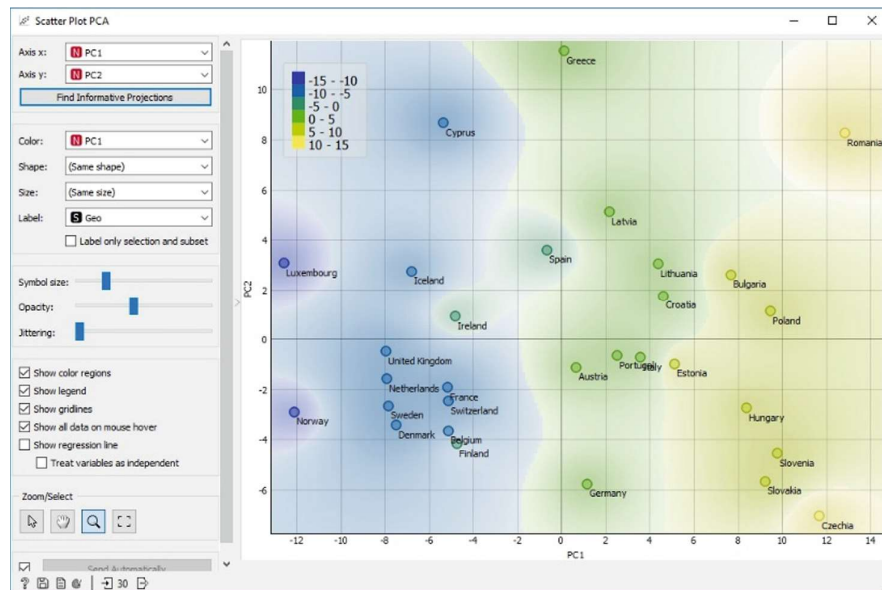 Scatter Plot PCA
Axis x: N PC1
Axis y: N PC2
Find Informative Projections
Color: N PC1
Shape: (Same shape)
Size: (Same size)
Label: S Geo
Label only selection and subset
Symbol size:
Opacity:
Jittering:
Show color regions
Show legend
Show gridlines
Show all data on mouse hover
Show regression line
Treat variables as independent
Zoom/Select
Send Automatically
? 30
-15 - -10
-10 - -5
-5 - 0
0 - 5
5 - 10
10 - 15
Greece
Cyprus
Romania
Latvia
Spain
Luxembourg
Iceland
Lithuania
Bulgaria
Croatia
Poland
Ireland
United Kingdom
Austria
Portugal
Italy
Estonia
Netherlands
France
Switzerland
Sweden
Norway
Denmark
Belgium
Finland
Hungary
Slovenia
Slovakia
Germany
Czechia
10
8
6
4
2
0
-2
-4
-6
PC2
-12 -10 -8 -6 -4 -2 0 2 4 6 8 10 12 14
PC1